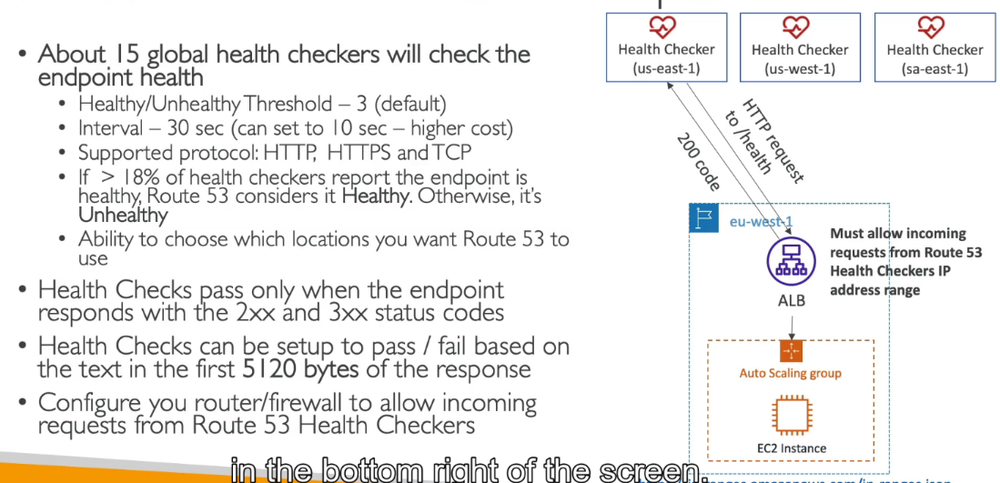 About 15 global health checkers will check the
endpoint health
Healthy/Unhealthy Threshold – 3 (default)
Interval – 30 sec (can set to 10 sec – higher cost)
Supported protocol: HTTP, HTTPS and TCP
If > 18% of health checkers report the endpoint is
healthy, Route 53 considers it Healthy. Otherwise, it's
Unhealthy
Ability to choose which locations you want Route 53 to
use
Health Checks pass only when the endpoint
responds with the 2xx and 3xx status codes
Health Checks can be setup to pass / fail based on
the text in the first 5120 bytes of the response
Configure you router/firewall to allow incoming
requests from Route 53 Health Checkers
Health Checker
(us-east-1)
Health Checker
(us-west-1)
Health Checker
(sa-east-1)
HTTP request
to /health
200 code
eu-west-1
Must allow incoming
requests from Route 53
Health Checkers IP
address range
ALB
Auto Scaling group
EC2 Instance
in the bottom right of the screen.